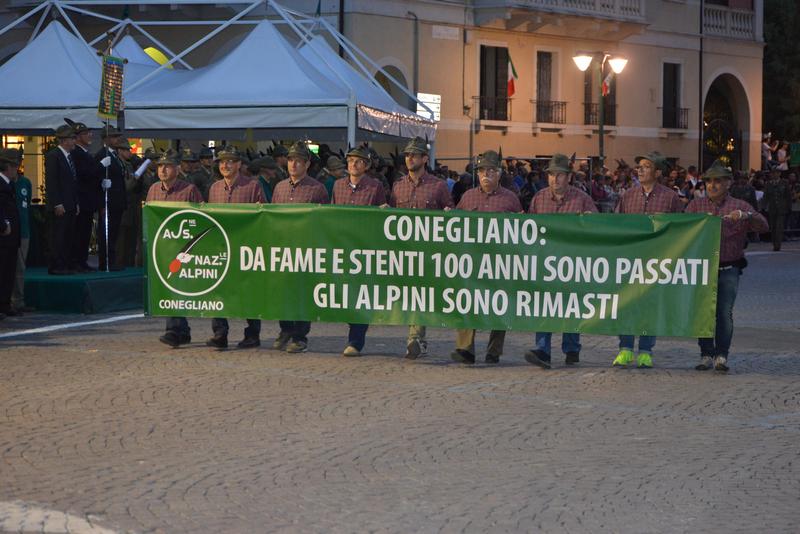 ASS.NE
NAZ.LE
ALPINI
CONEGLIANO
CONEGLIANO:
DA FAME E STENTI 100 ANNI SONO PASSATI
GLI ALPINI SONO RIMASTI